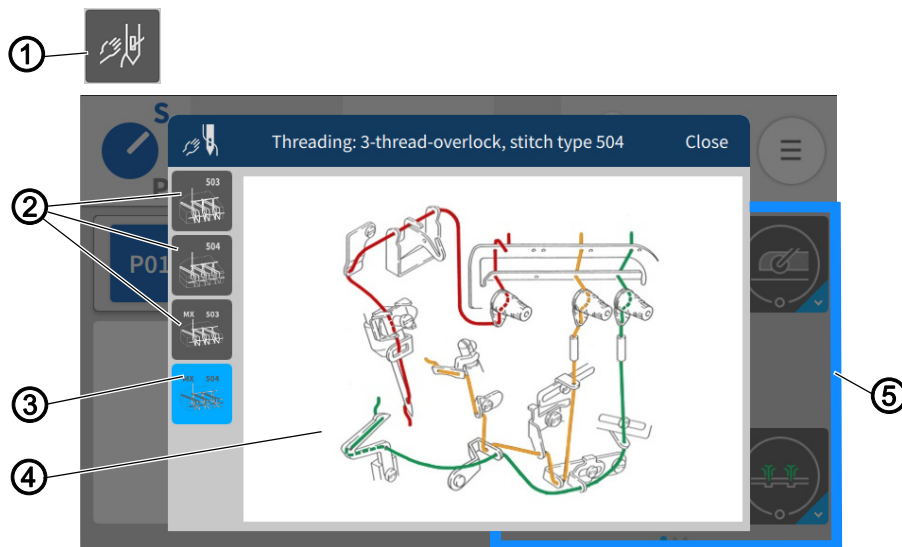 1
S
Threading: 3-thread-overlock, stitch type 504
Close
P
2
503
504
P01
MX 503
3
MX 504
5
4